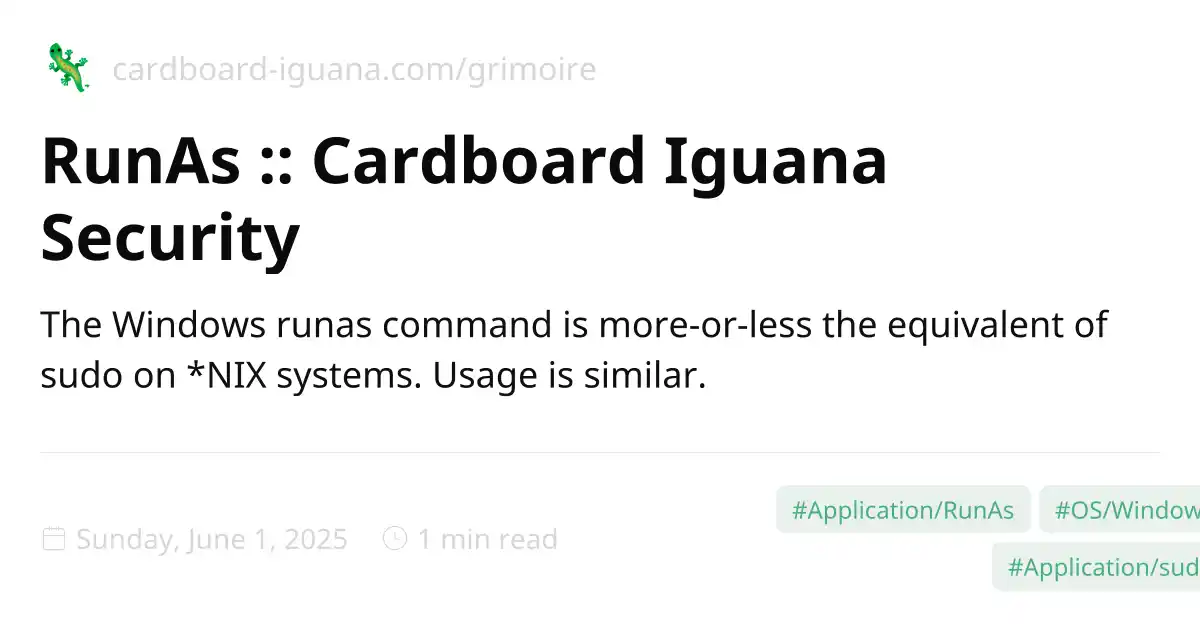 cardboard-iguana.com/grimoire
RunAs :: Cardboard Iguana
Security
The Windows runas command is more-or-less the equivalent of
sudo on *NIX systems. Usage is similar.
Sunday, June 1, 2025
1 min read
#Application/RunAs
#OS/Window
#Application/sud